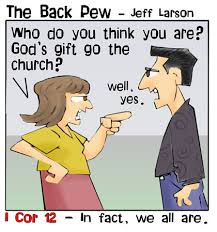 The Back Pew - Jeff Larson
Who do you think you are?
God's gift go the
church?
well,
yes.
1 Cor 12 - In fact, we all are.